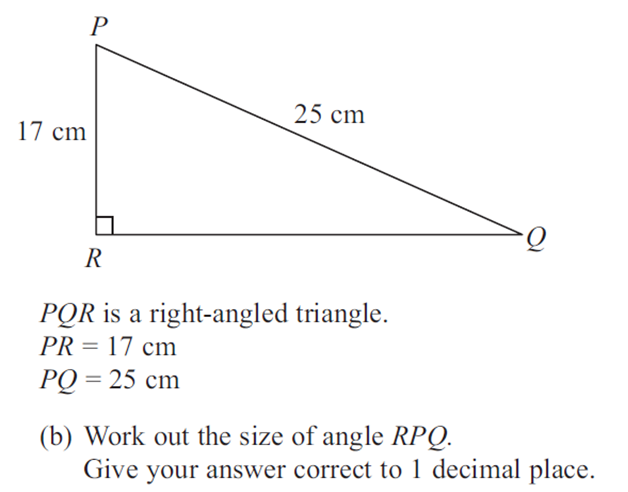 P
25 cm
17 cm
Q
R
PQR is a right-angled triangle.
PR = 17 cm
PQ = 25 cm
(b) Work out the size of angle RPQ.
Give your answer correct to 1 decimal place.